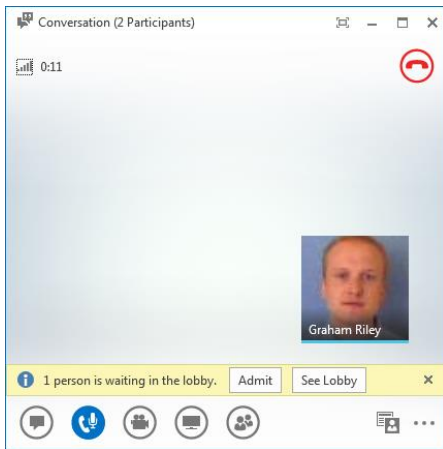 Conversation (2 Participants)
0:11
Graham Riley
1 person is waiting in the lobby. Admit See Lobby